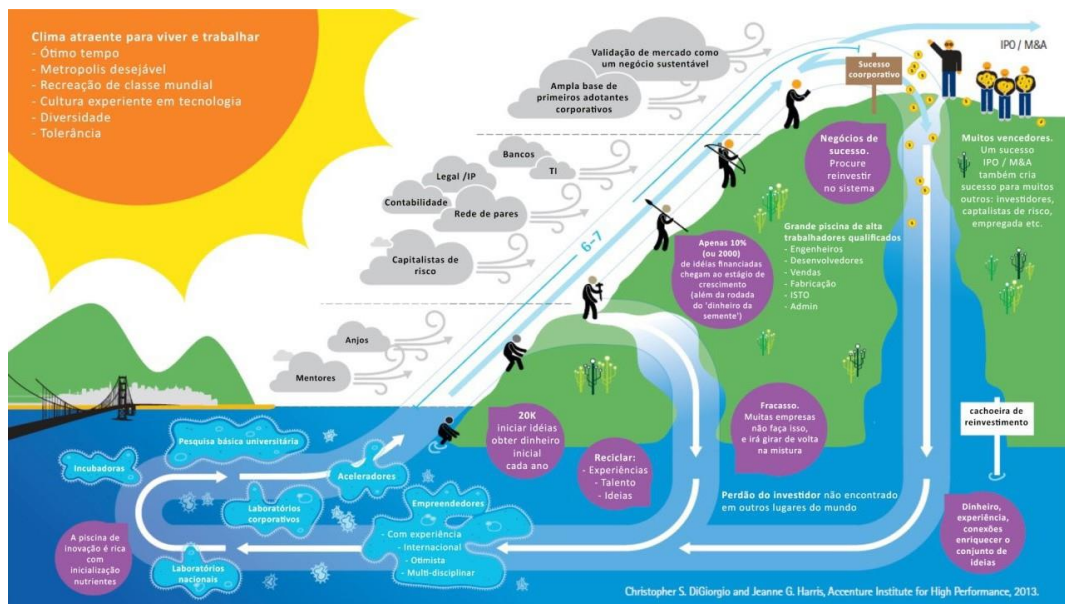 Clima atraente para viver e trabalhar
- Ótimo tempo
- Metropolis desejável
- Recreação de classe mundial
- Cultura experiente em tecnologia
- Diversidade
- Tolerância
Validação de mercado como
um negócio sustentável
Ampla base de
primeiros adotantes
corporativos
Bancos
TI
Legal /IP
Contabilidade
Rede de pares
Capitalistas de
risco
Anjos
Mentores
6-7
IPO / M&A
Sucesso
coorporativo
Negócios de
sucesso.
Procure
reinvestir
no sistema
Muitos vencedores.
Um sucesso
IPO / M&A
também cria
sucesso para muitos
outros: investidores,
captalistas de risco,
empregada etc.
Grande piscina de alta
trabalhadores qualificados
- Engenheiros
- Desenvolvedores
- Vendas
- Fabricação
- ISTO
- Admin
Apenas 10%
(ou 2000)
de idéias financiadas
chegam ao estágio de
crescimento
(além da rodada
do 'dinheiro da
semente')
20K
iniciar idéias
obter dinheiro
inicial
cada ano
Reciclar:
- Experiências
- Talento
- Ideias
Fracasso.
Muitas empresas
não faça isso,
e irá girar de volta
na mistura
cachoeira de
reinvestimento
Perdão do investidor não encontrado
em outros lugares do mundo
Dinheiro,
experiência,
conexões
enriquecer o
conjunto de
ideias
Pesquisa básica universitária
Incubadoras
Aceleradores
Laboratórios
corporativos
Empreendedores
- Com experiência
- Internacional
- Otimista
- Multi-disciplinar
A piscina de
inovação é rica
com
inicialização
nutrientes
Laboratórios
nacionais
Christopher S. DiGiorgio and Jeanne G. Harris, Accenture Institute for High Performance, 2013.